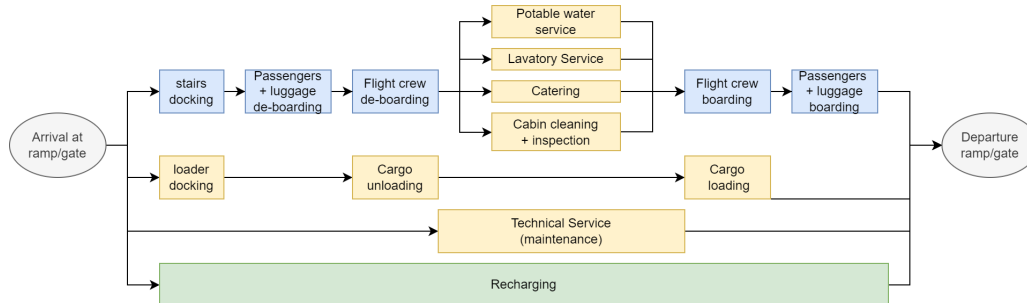 Potable water
service
Lavatory Service
Catering
Cabin cleaning
+ inspection
stairs
docking
Passengers
+ luggage
de-boarding
Flight crew
de-boarding
Flight crew
boarding
Passengers
+ luggage
boarding
Arrival at
ramp/gate
Departure
ramp/gate
loader
docking
Cargo
unloading
Cargo
loading
Technical Service
(maintenance)
Recharging